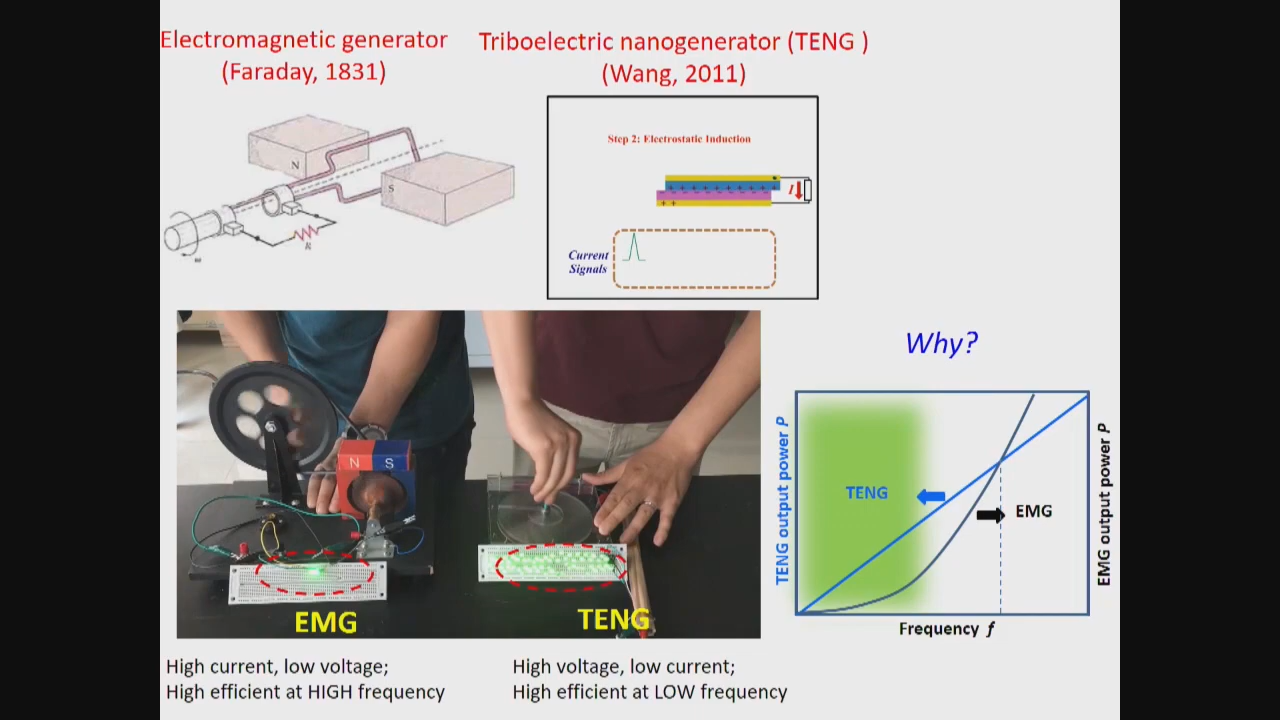 Electromagnetic generator
(Faraday, 1831)
Triboelectric nanogenerator (TENG )
(Wang, 2011)
N
S
R
ω
Step 2: Electrostatic Induction
+ + + + + + + + + +
I
+ +
Current
Signals
Why?
N S
EMG
TENG
TENG output power P
TENG
EMG
EMG output power P
Frequency f
High current, low voltage;
High efficient at HIGH frequency
High voltage, low current;
High efficient at LOW frequency